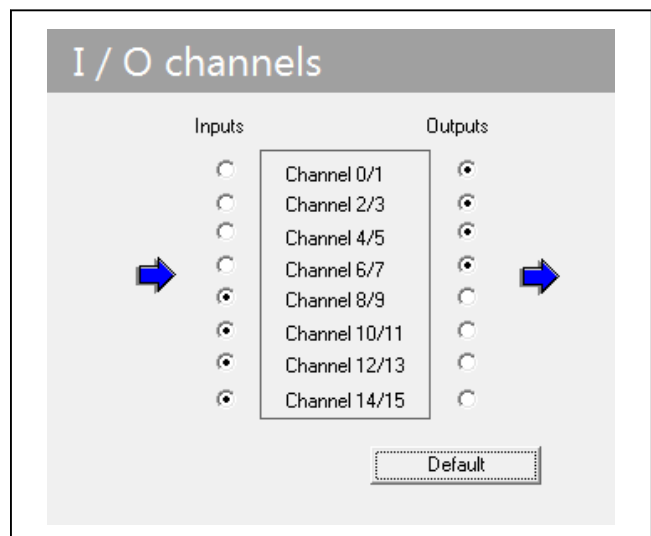 I / O channels
Inputs Outputs
Channel 0/1
Channel 2/3
Channel 4/5
Channel 6/7
Channel 8/9
Channel 10/11
Channel 12/13
Channel 14/15
Default